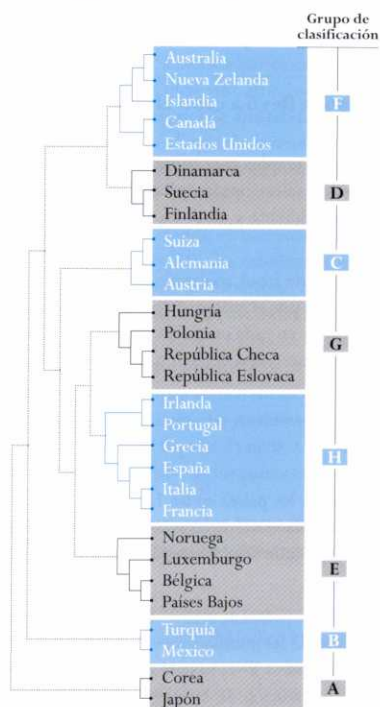 Grupo de
clasificación
Australia
Nueva Zelanda
Islandia
F
Canadá
Estados Unidos
Dinamarca
Suecia
D
Finlandia
Suiza
Alemania
C
Austria
Hungría
Polonia
G
República Checa
República Eslovaca
Irlanda
Portugal
Grecia
H
España
Italia
Francia
Noruega
Luxemburgo
E
Bélgica
Países Bajos
Turquía
B
México
Corea
A
Japón